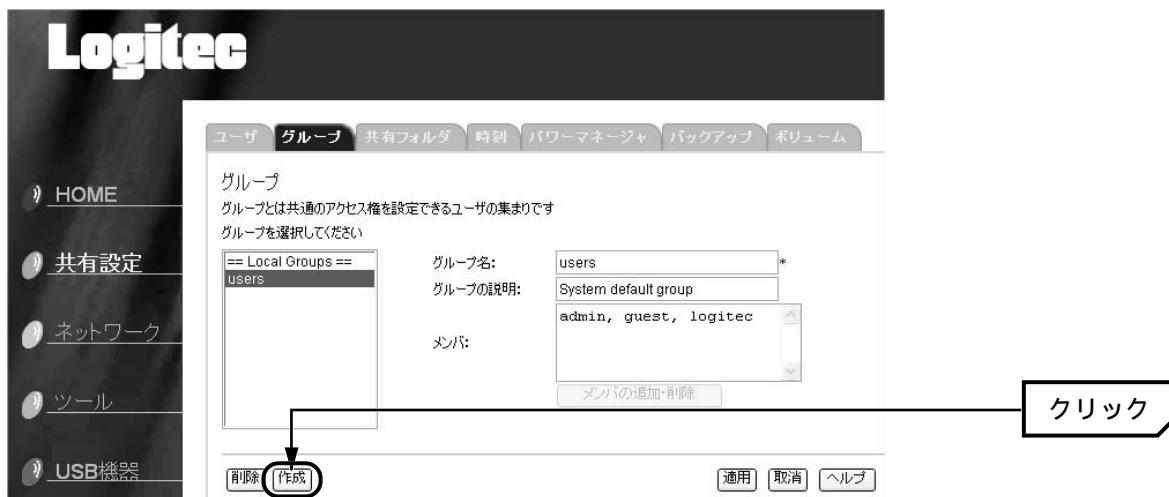 Logitec
ユーザ グループ 共有フォルダ 時刻 パワーマネージャ バックアップ ボリューム
HOME
共有設定
ネットワーク
ツール
USB機器
グループ
グループとは共通のアクセス権を設定できるユーザの集まりです
グループを選択してください
== Local Groups ==
users
グループ名: users *
グループの説明: System default group
メンバ: admin, guest, logitec
メンバの追加・削除
削除 作成 適用 取消 ヘルプ
クリック